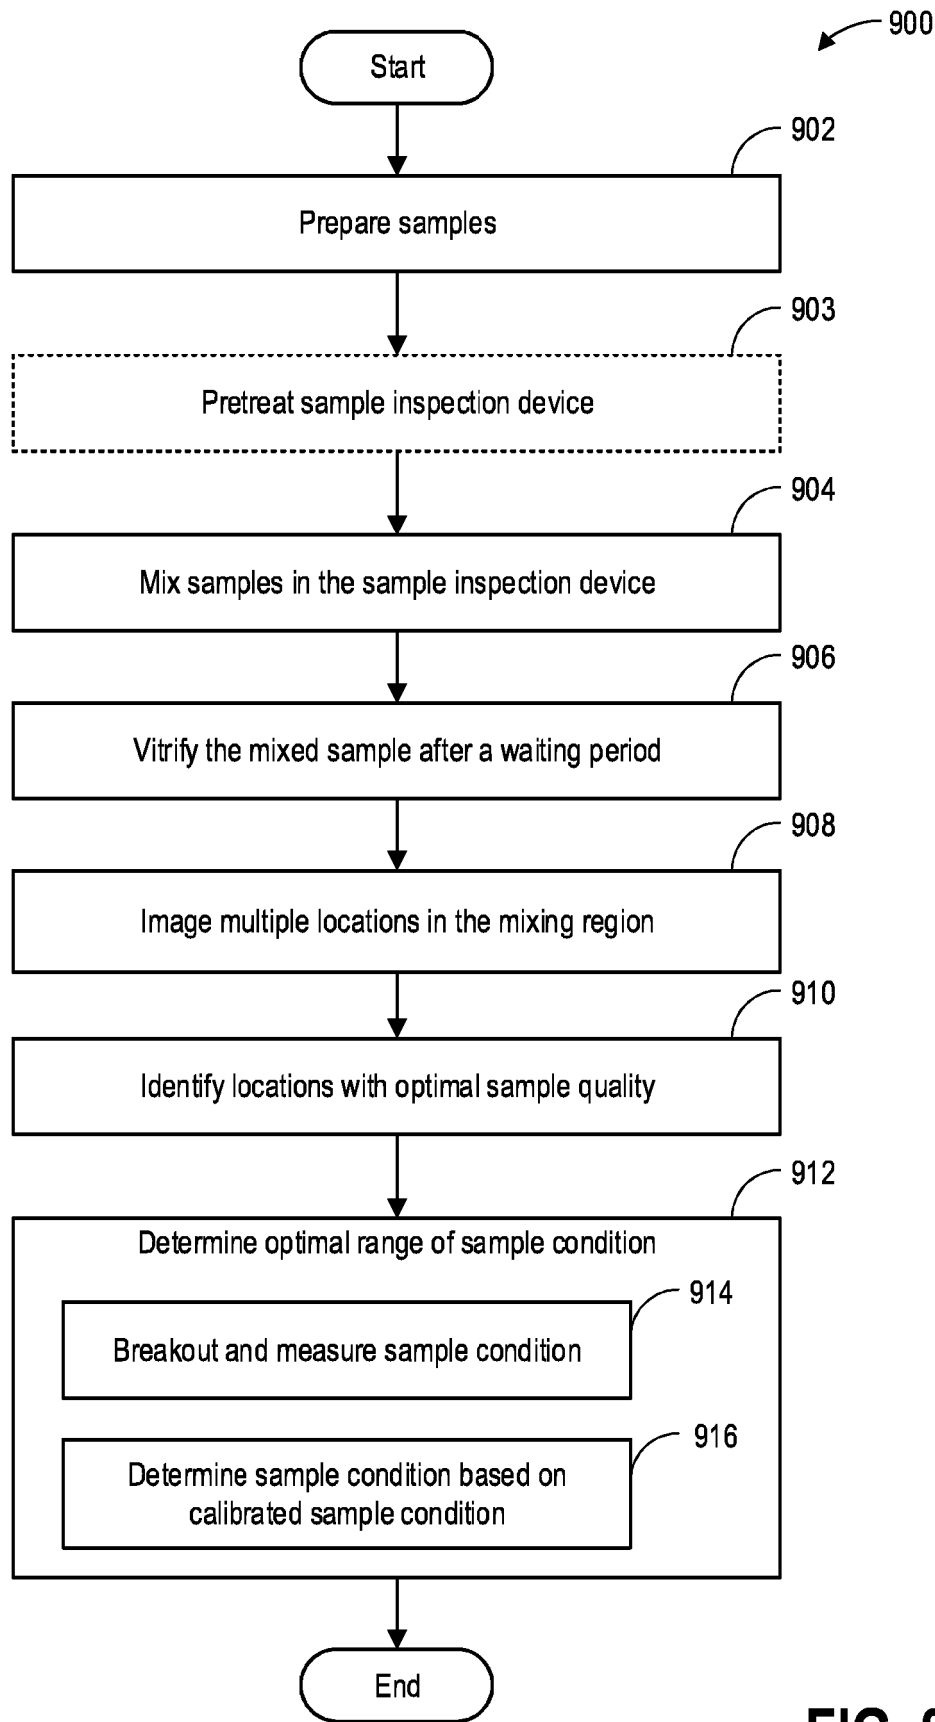 900
Start
902
Prepare samples
903
Pretreat sample inspection device
904
Mix samples in the sample inspection device
906
Vitrify the mixed sample after a waiting period
908
Image multiple locations in the mixing region
910
Identify locations with optimal sample quality
912
Determine optimal range of sample condition
914
Breakout and measure sample condition
916
Determine sample condition based on
calibrated sample condition
End
FIG.